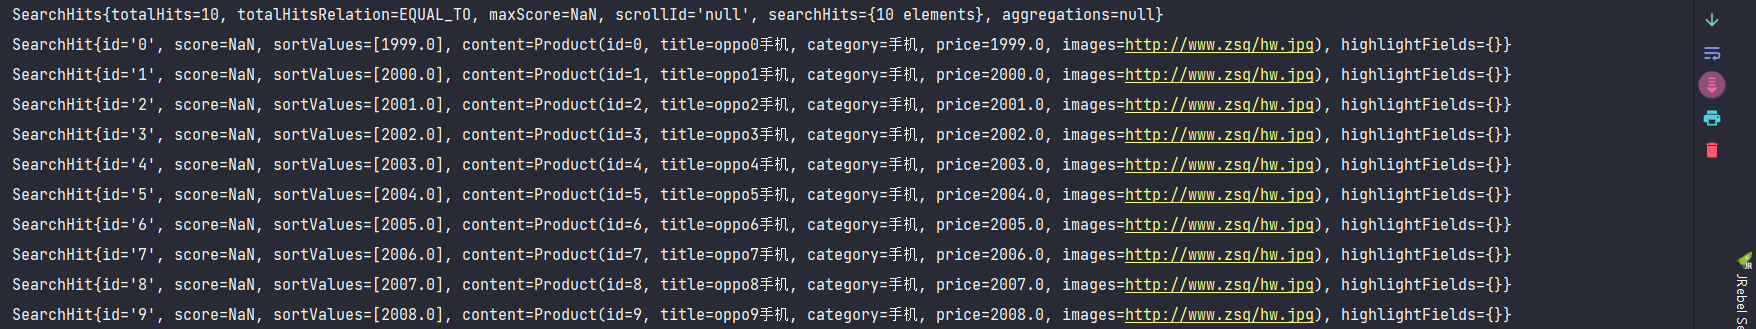 SearchHits{totalHits=10, totalHitsRelation=EQUAL_TO, maxScore=NaN, scrollId='null', searchHits={10 elements}, aggregations=null}
SearchHit{id='0', score=NaN, sortValues=[1999.0], content=Product(id=0, title=oppo0手机, category=手机, price=1999.0, images=http://www.zsq/hw.jpg), highlightFields={}}
SearchHit{id='1', score=NaN, sortValues=[2000.0], content=Product(id=1, title=oppo1手机, category=手机, price=2000.0, images=http://www.zsq/hw.jpg), highlightFields={}}
SearchHit{id='2', score=NaN, sortValues=[2001.0], content=Product(id=2, title=oppo2手机, category=手机, price=2001.0, images=http://www.zsq/hw.jpg), highlightFields={}}
SearchHit{id='3', score=NaN, sortValues=[2002.0], content=Product(id=3, title=oppo3手机, category=手机, price=2002.0, images=http://www.zsq/hw.jpg), highlightFields={}}
SearchHit{id='4', score=NaN, sortValues=[2003.0], content=Product(id=4, title=oppo4手机, category=手机, price=2003.0, images=http://www.zsq/hw.jpg), highlightFields={}}
SearchHit{id='5', score=NaN, sortValues=[2004.0], content=Product(id=5, title=oppo5手机, category=手机, price=2004.0, images=http://www.zsq/hw.jpg), highlightFields={}}
SearchHit{id='6', score=NaN, sortValues=[2005.0], content=Product(id=6, title=oppo6手机, category=手机, price=2005.0, images=http://www.zsq/hw.jpg), highlightFields={}}
SearchHit{id='7', score=NaN, sortValues=[2006.0], content=Product(id=7, title=oppo7手机, category=手机, price=2006.0, images=http://www.zsq/hw.jpg), highlightFields={}}
SearchHit{id='8', score=NaN, sortValues=[2007.0], content=Product(id=8, title=oppo8手机, category=手机, price=2007.0, images=http://www.zsq/hw.jpg), highlightFields={}}
SearchHit{id='9', score=NaN, sortValues=[2008.0], content=Product(id=9, title=oppo9手机, category=手机, price=2008.0, images=http://www.zsq/hw.jpg), highlightFields={}}
JRebel Se